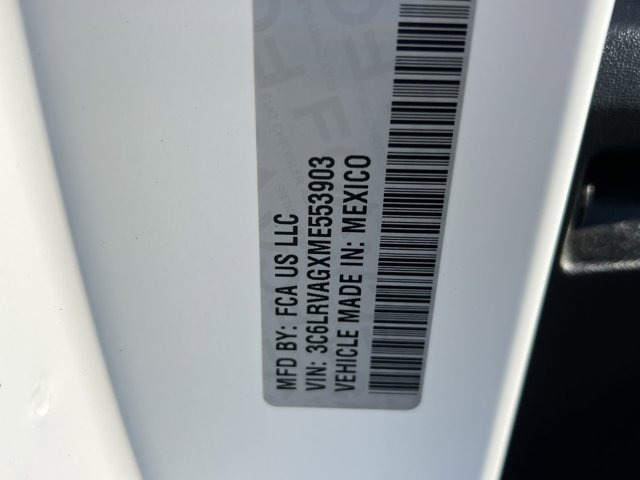 MFD BY: FCA US LLC
VIN: 3C6LRVAGXME553903
VEHICLE MADE IN: MEXICO